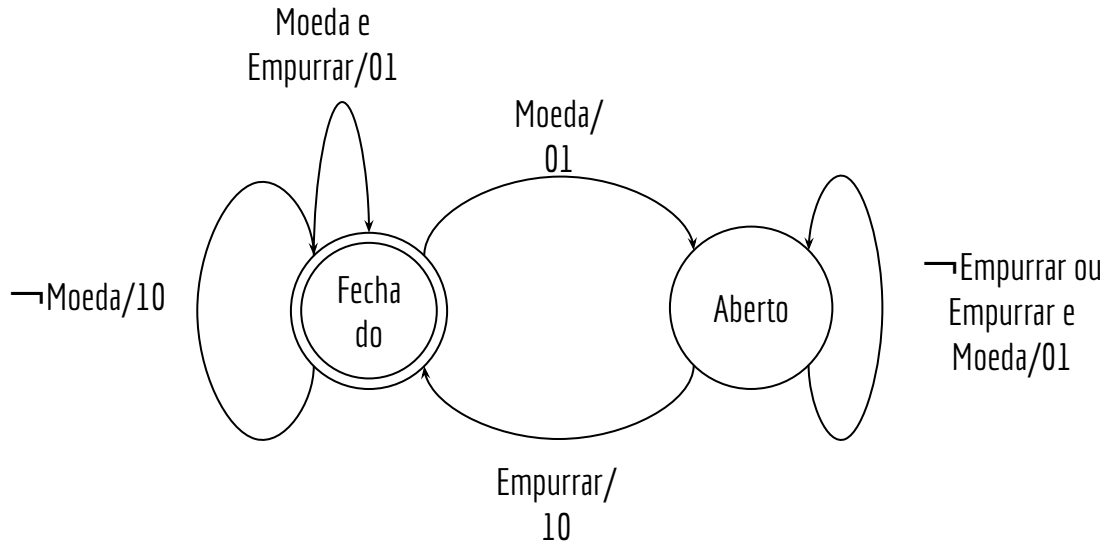 Moeda e
Empurrar/01
Moeda/
01
¬Moeda/10
Fecha
do
Aberto
¬Empurrar ou
Empurrar e
Moeda/01
Empurrar/
10